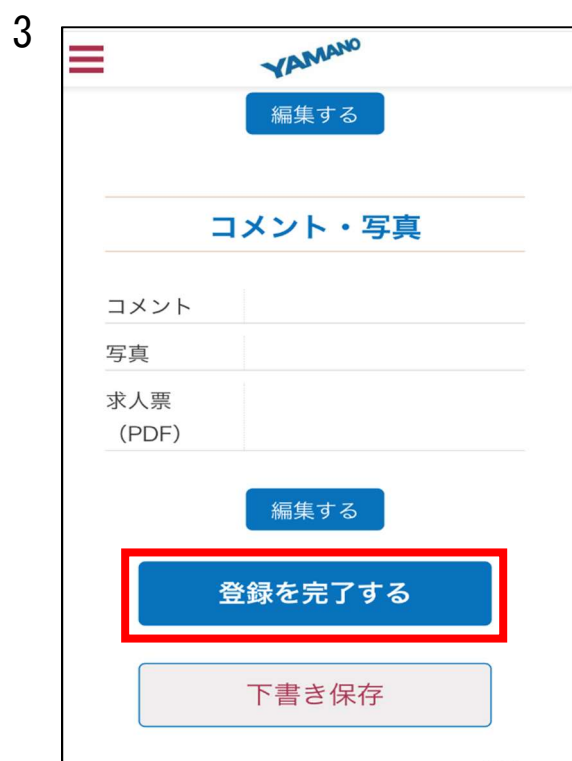 3
YAMANO
編集する
コメント・写真
コメント
写真
求人票
（PDF）
編集する
登録を完了する
下書き保存